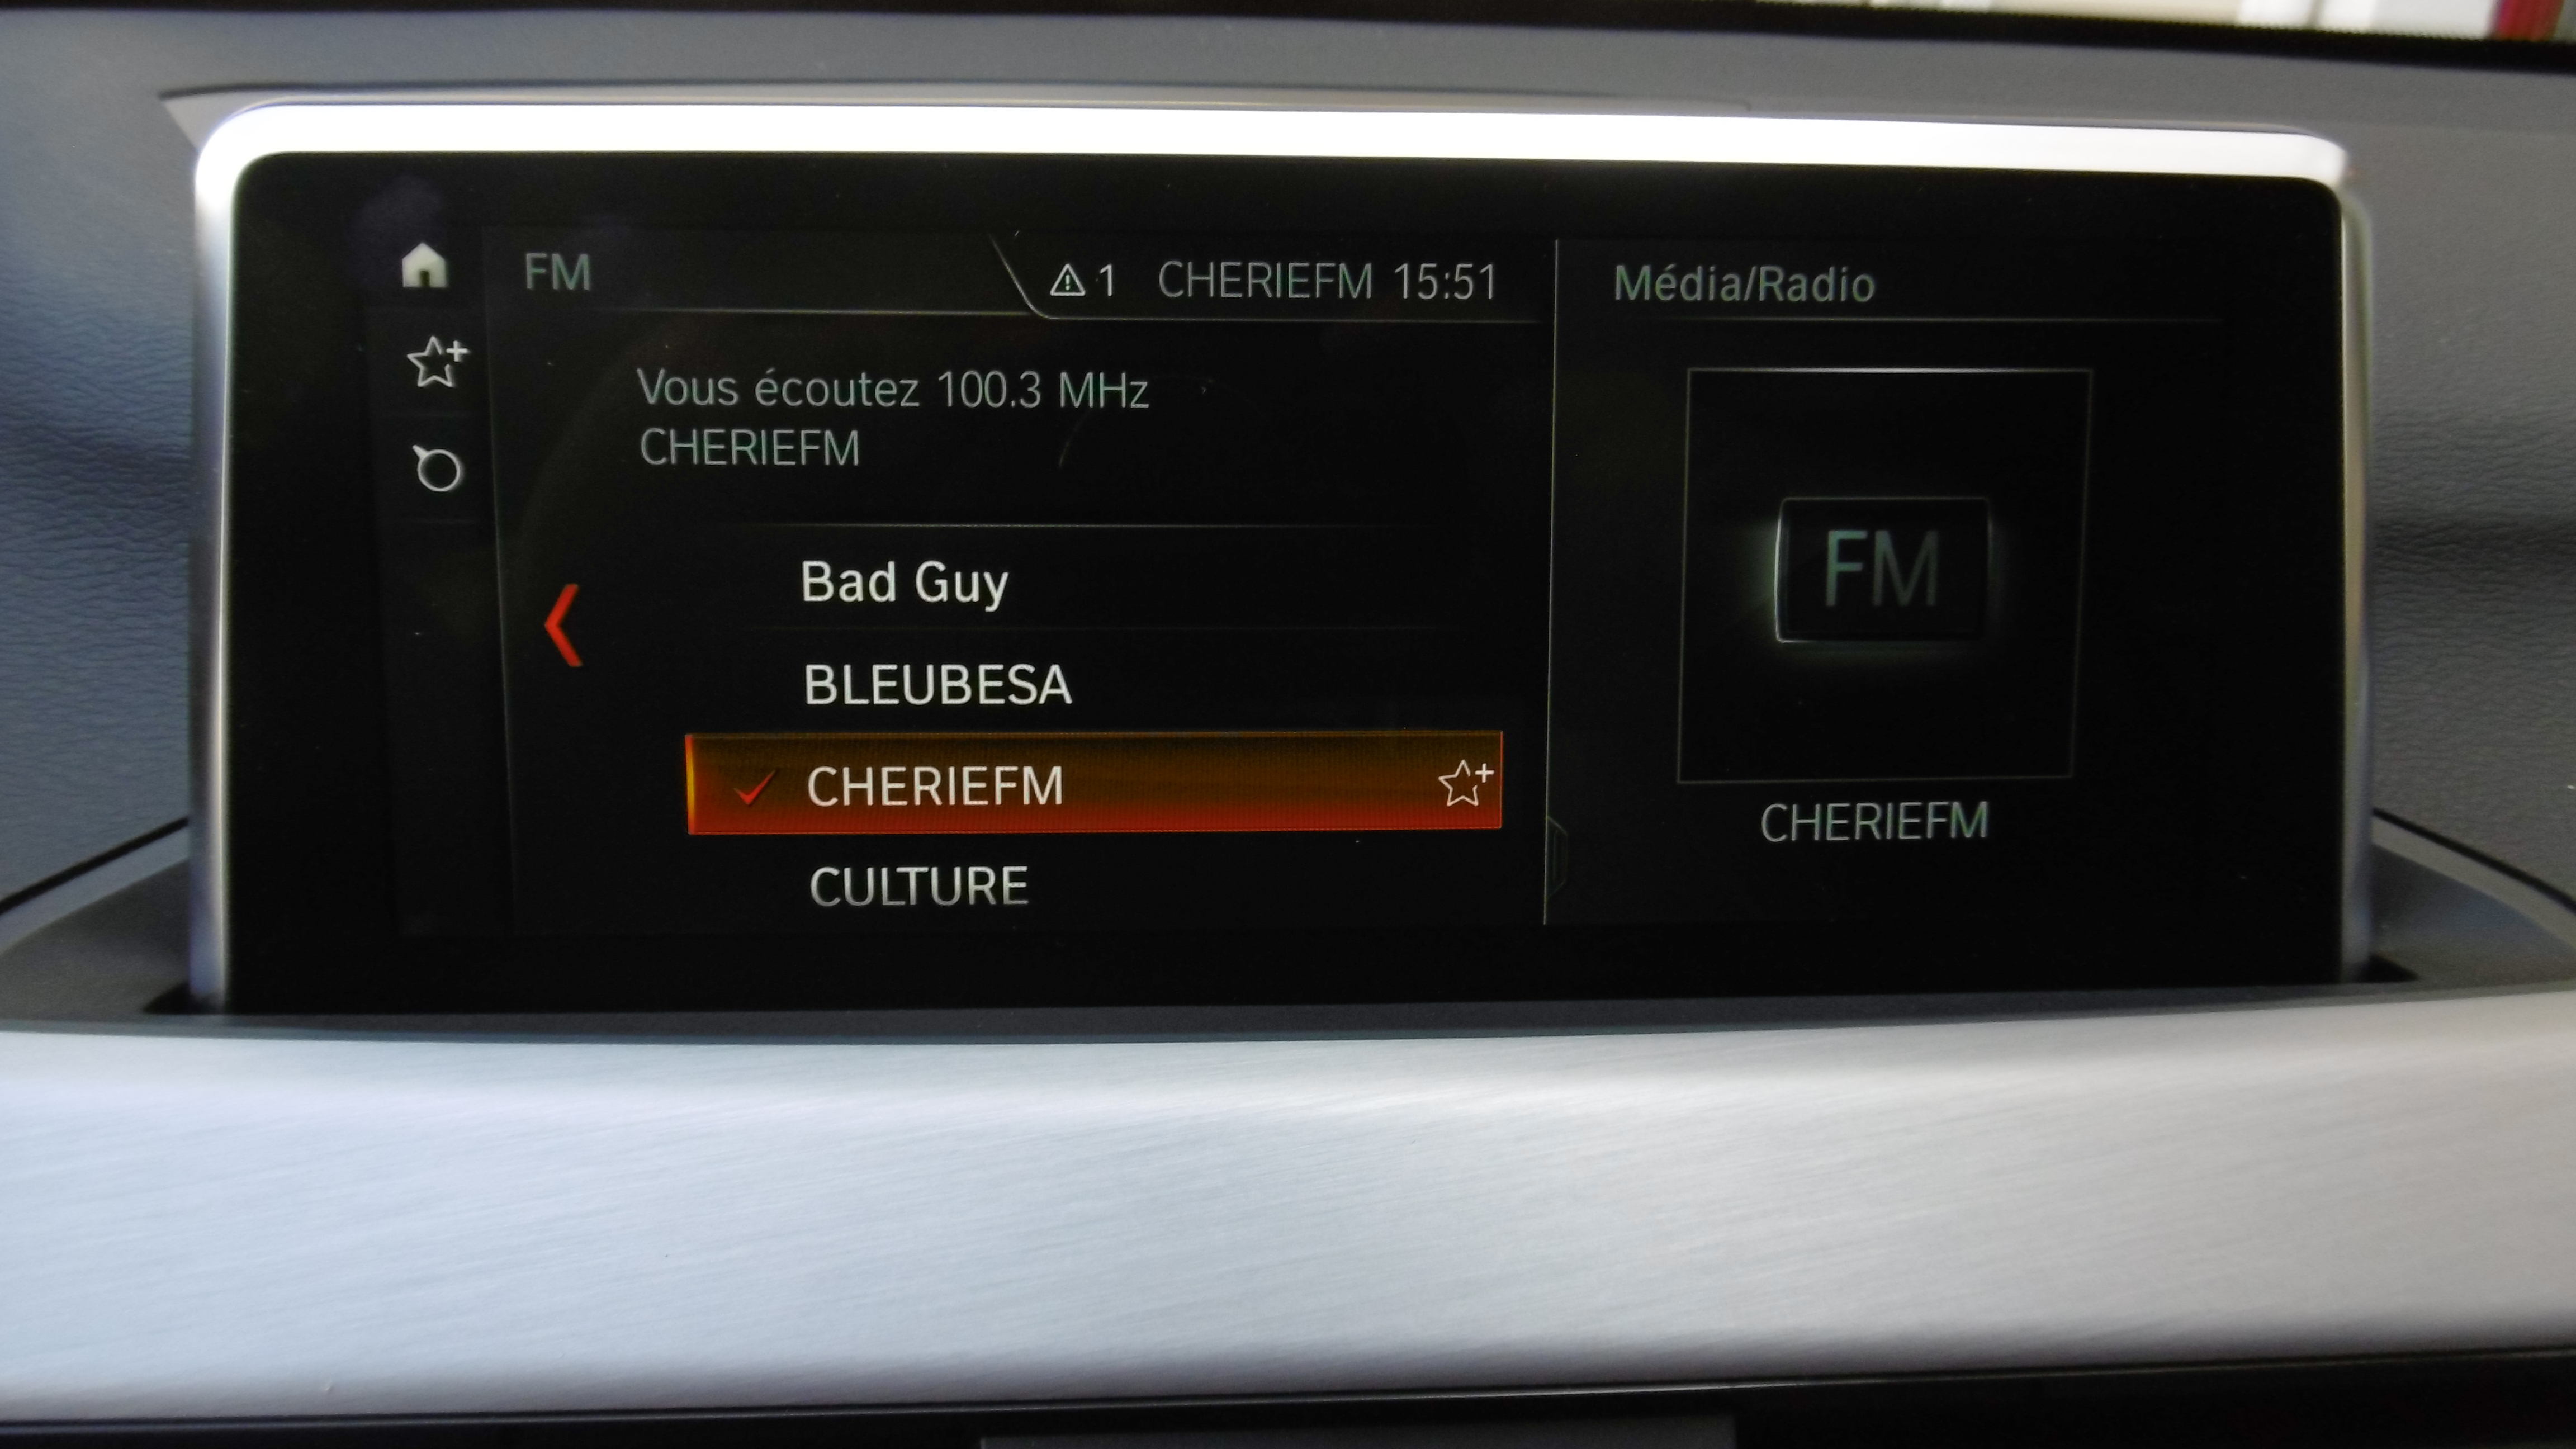 FM
1 CHERIEFM 15:51
Média/Radio
Vous écoutez 100.3 MHz
CHERIEFM
Bad Guy
BLEUBESA
CHERIEFM
CULTURE
FM
CHERIEFM